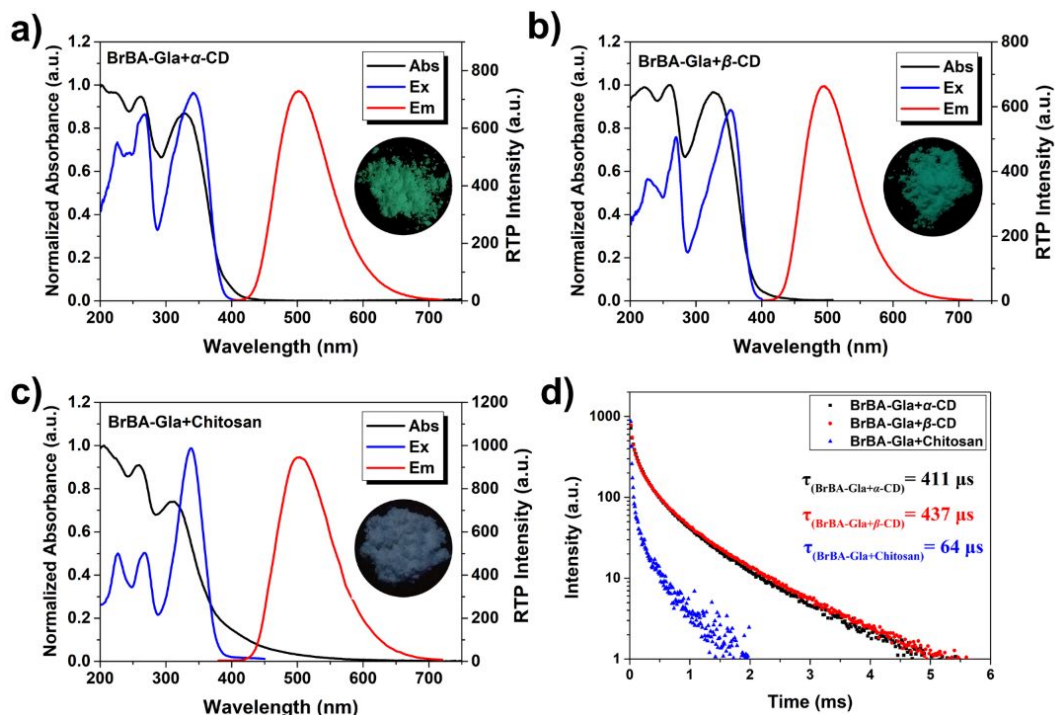 a)
BrBA-Gla+α-CD
Abs
Ex
Em
Normalized Absorbance (a.u.)
1.2
1.0
0.8
0.6
0.4
0.2
0.0
800
600
400
200
0
RTP Intensity (a.u.)
200 300 400 500 600 700
Wavelength (nm)
b)
BrBA-Gla+β-CD
Abs
Ex
Em
Normalized Absorbance (a.u.)
1.2
1.0
0.8
0.6
0.4
0.2
0.0
800
600
400
200
0
RTP Intensity (a.u.)
200 300 400 500 600 700
Wavelength (nm)
c)
BrBA-Gla+Chitosan
Abs
Ex
Em
Normalized Absorbance (a.u.)
1.2
1.0
0.8
0.6
0.4
0.2
0.0
1200
1000
800
600
400
200
0
RTP Intensity (a.u.)
200 300 400 500 600 700
Wavelength (nm)
d)
BrBA-Gla+α-CD
BrBA-Gla+β-CD
BrBA-Gla+Chitosan
τ(BrBA-Gla+α-CD) = 411 μs
τ(BrBA-Gla+β-CD) = 437 μs
τ(BrBA-Gla+Chitosan) = 64 μs
Intensity (a.u.)
1000
100
10
1
0 1 2 3 4 5 6
Time (ms)